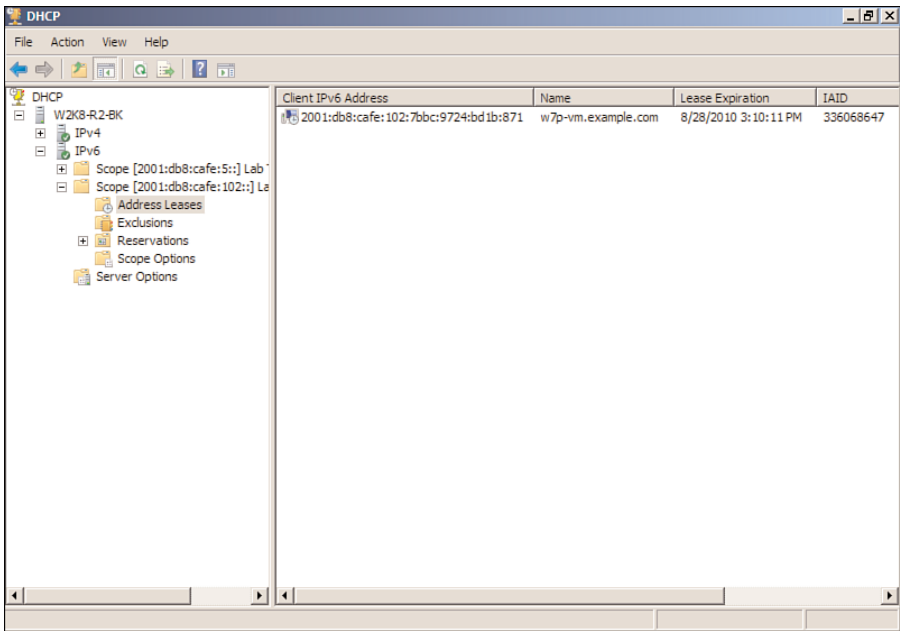 DHCP
File Action View Help
DHCP
W2K8-R2-BK
IPv4
IPv6
Scope [2001:db8:cafe:5::] Lab
Scope [2001:db8:cafe:102::] La
Address Leases
Exclusions
Reservations
Scope Options
Server Options
Client IPv6 Address Name Lease Expiration IAID
2001:db8:cafe:102:7bbc:9724:bd1b:871 w7p-vm.example.com 8/28/2010 3:10:11 PM 336068647